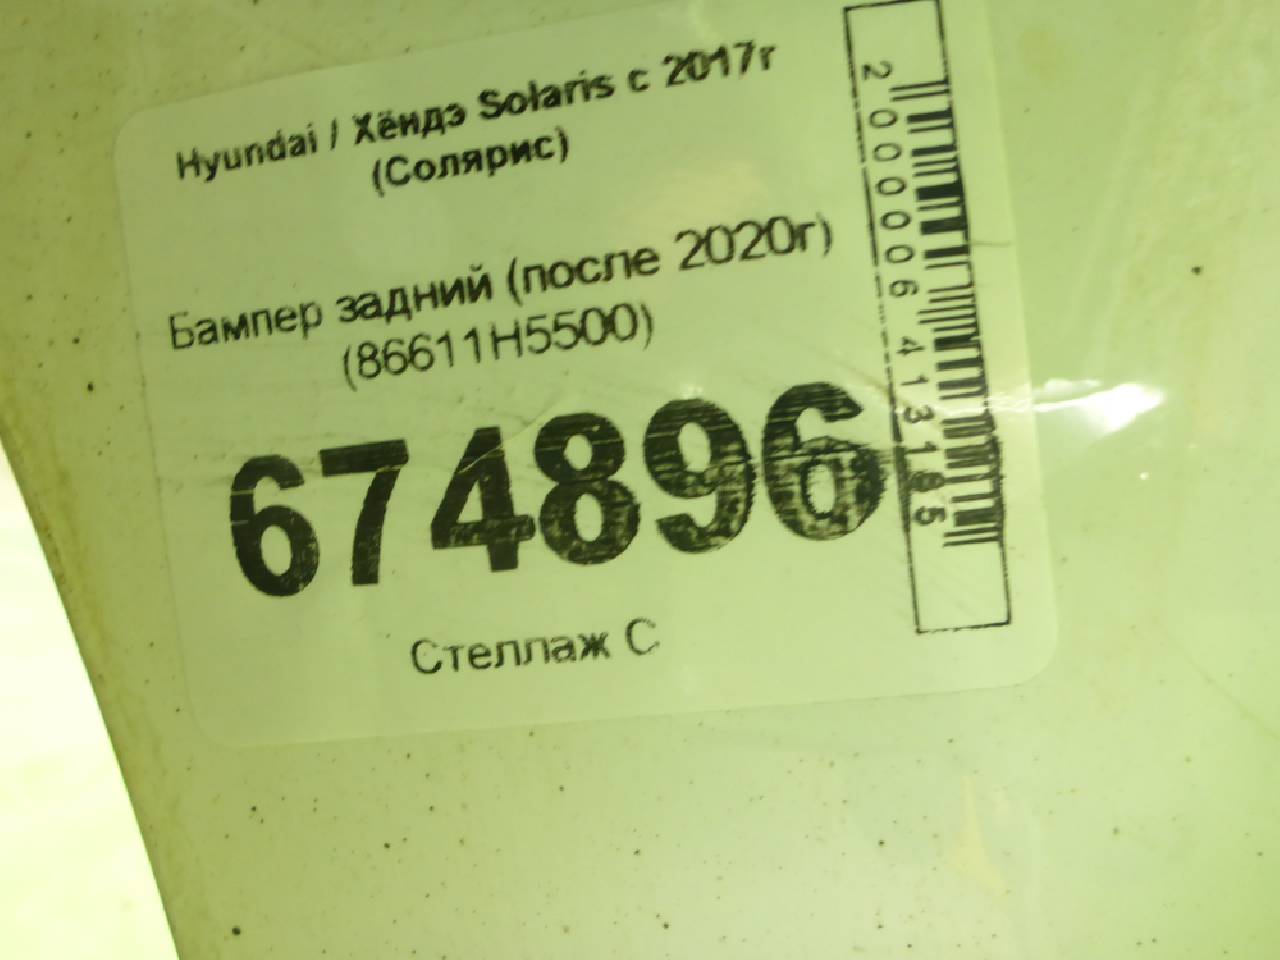 Hyundai / Хёндэ Solaris с 2017г
(Солярис)
Бампер задний (после 2020г)
(86611H5500)
674896
Стеллаж С
2000006413185